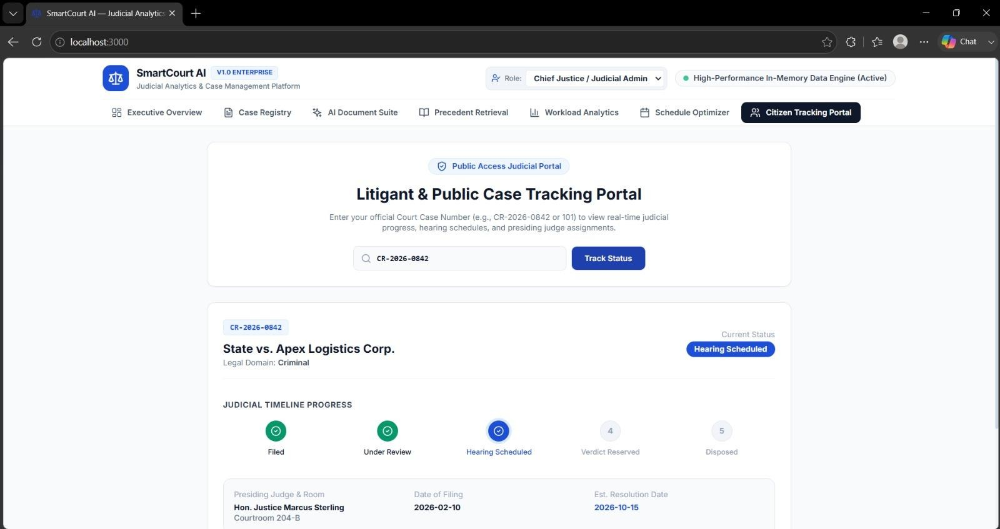 SmartCourt AI — Judicial Analytics
localhost:3000
Chat
SmartCourt AI V1.0 ENTERPRISE
Judicial Analytics & Case Management Platform
Role: Chief Justice / Judicial Admin
High-Performance In-Memory Data Engine (Active)
Executive Overview Case Registry AI Document Suite Precedent Retrieval Workload Analytics Schedule Optimizer Citizen Tracking Portal
Public Access Judicial Portal
Litigant & Public Case Tracking Portal
Enter your official Court Case Number (e.g., CR-2026-0842 or 101) to view real-time judicial
progress, hearing schedules, and presiding judge assignments.
CR-2026-0842 Track Status
CR-2026-0842
State vs. Apex Logistics Corp.
Legal Domain: Criminal
Current Status
Hearing Scheduled
JUDICIAL TIMELINE PROGRESS
4 5
Filed Under Review Hearing Scheduled Verdict Reserved Disposed
Presiding Judge & Room Date of Filing Est. Resolution Date
Hon. Justice Marcus Sterling 2026-02-10 2026-10-15
Courtroom 204-B